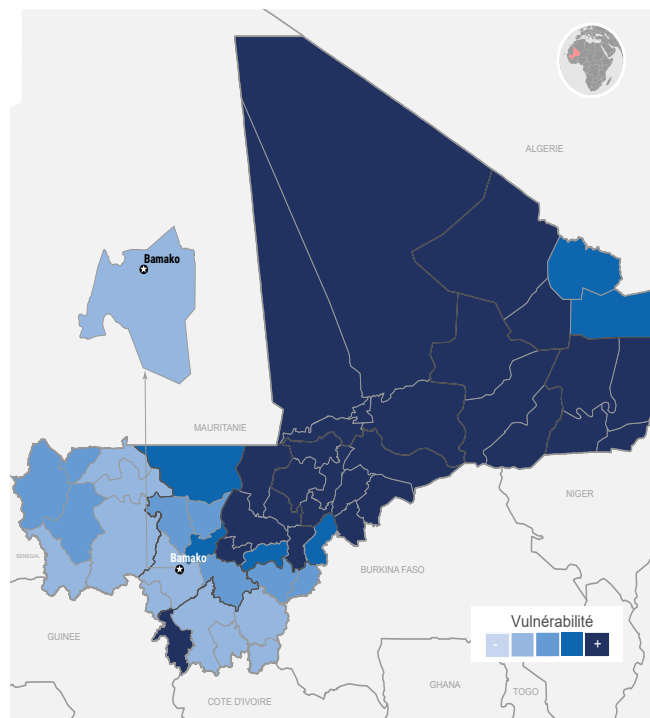 ALGERIE
Bamako
MAURITANIE
NIGER
SENEGAL
Bamako
BURKINA FASO
GUINEE
Vulnérabilité
- +
GHANA
TOGO
COTE D'IVOIRE